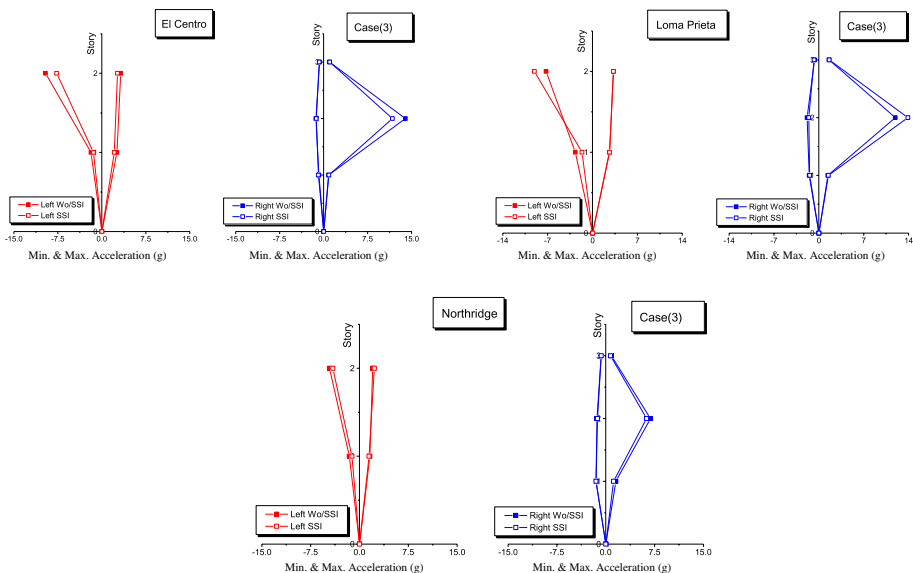 El Centro
Case(3)
Story
2
1
Left Wo/SSI
Left SSI
-15.0 -7.5 0.0 7.5 15.0
Min. & Max. Acceleration (g)
3
2
1
0
Right Wo/SSI
Right SSI
-15.0 -7.5 0.0 7.5 15.0
Min. & Max. Acceleration (g)
Loma Prieta
Case(3)
Story
2
1
0
Left Wo/SSI
Left SSI
-14 -7 0 7 14
Min. & Max. Acceleration (g)
2
Right Wo/SSI
Right SSI
-14 -7 0 7 14
Min. & Max. Acceleration (g)
Northridge
Case(3)
Story
2
1
0
Left Wo/SSI
Left SSI
-15.0 -7.5 0.0 7.5 15.0
Min. & Max. Acceleration (g)
Story
3
Right Wo/SSI
Right SSI
-15.0 -7.5 0.0 7.5 15.0
Min. & Max. Acceleration (g)